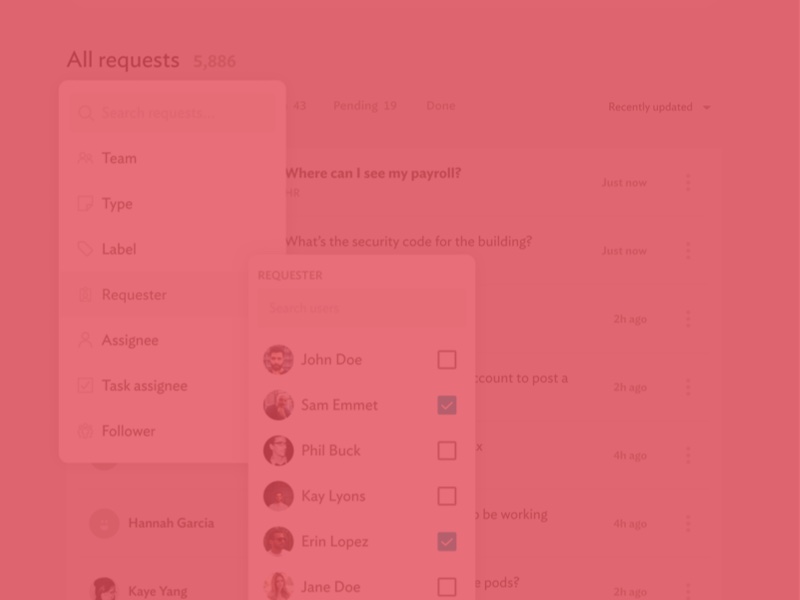 All requests 5,886
Search requests...
43 Pending 19 Done
Recently updated
Team
Type
Label
Requester
Assignee
Task assignee
Follower
Where can I see my payroll?
HR
Just now
What's the security code for the building?
Just now
2h ago
ccount to post a
2h ago
x
4h ago
Hannah Garcia
o be working
4h ago
Kaye Yang
e pods?
2h ago
REQUESTER
Search users
John Doe
Sam Emmet
Phil Buck
Kay Lyons
Erin Lopez
Jane Doe